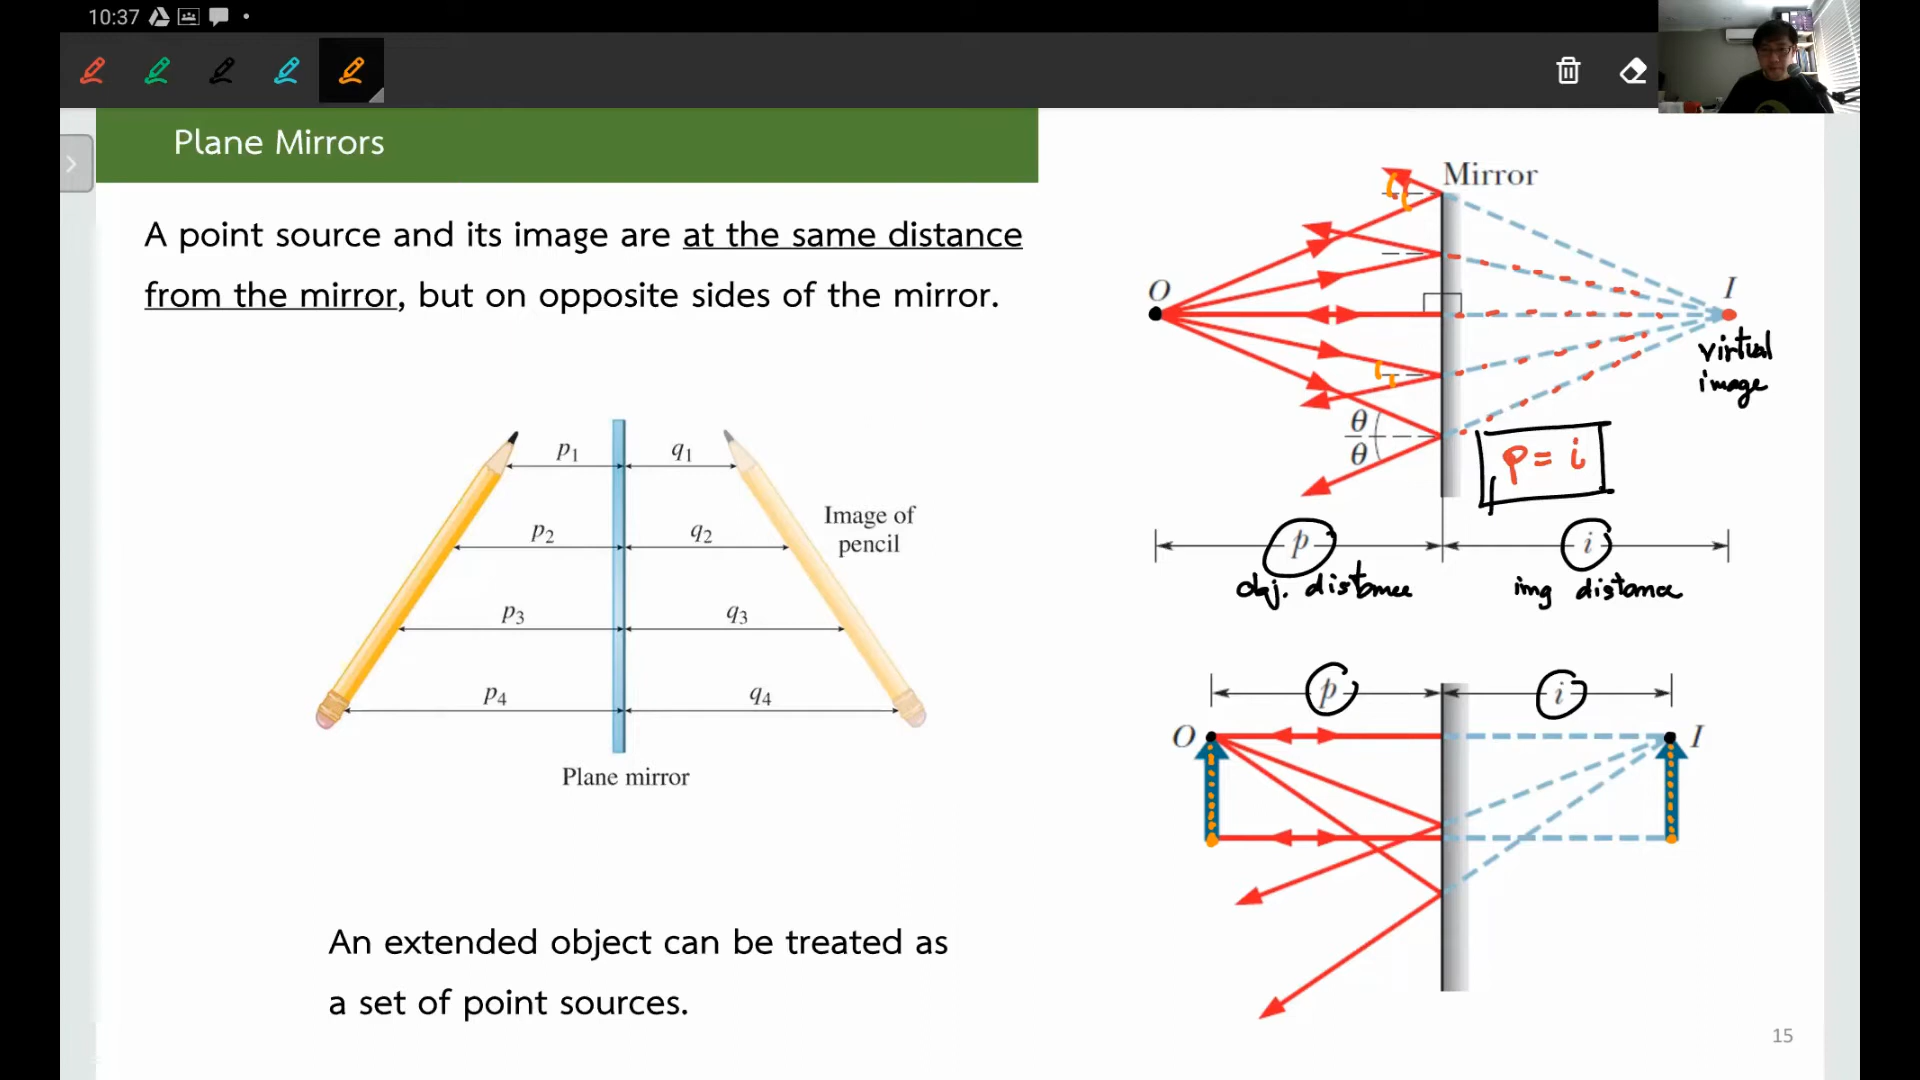 10:37
Plane Mirrors
A point source and its image are at the same distance
from the mirror, but on opposite sides of the mirror.
p1 q1
p2 q2
p3 q3
p4 q4
Image of
pencil
Plane mirror
An extended object can be treated as
a set of point sources.
Mirror
O I
virtual
image
θ
θ
p = i
p i
obj. distance img distance
p i
O I
15